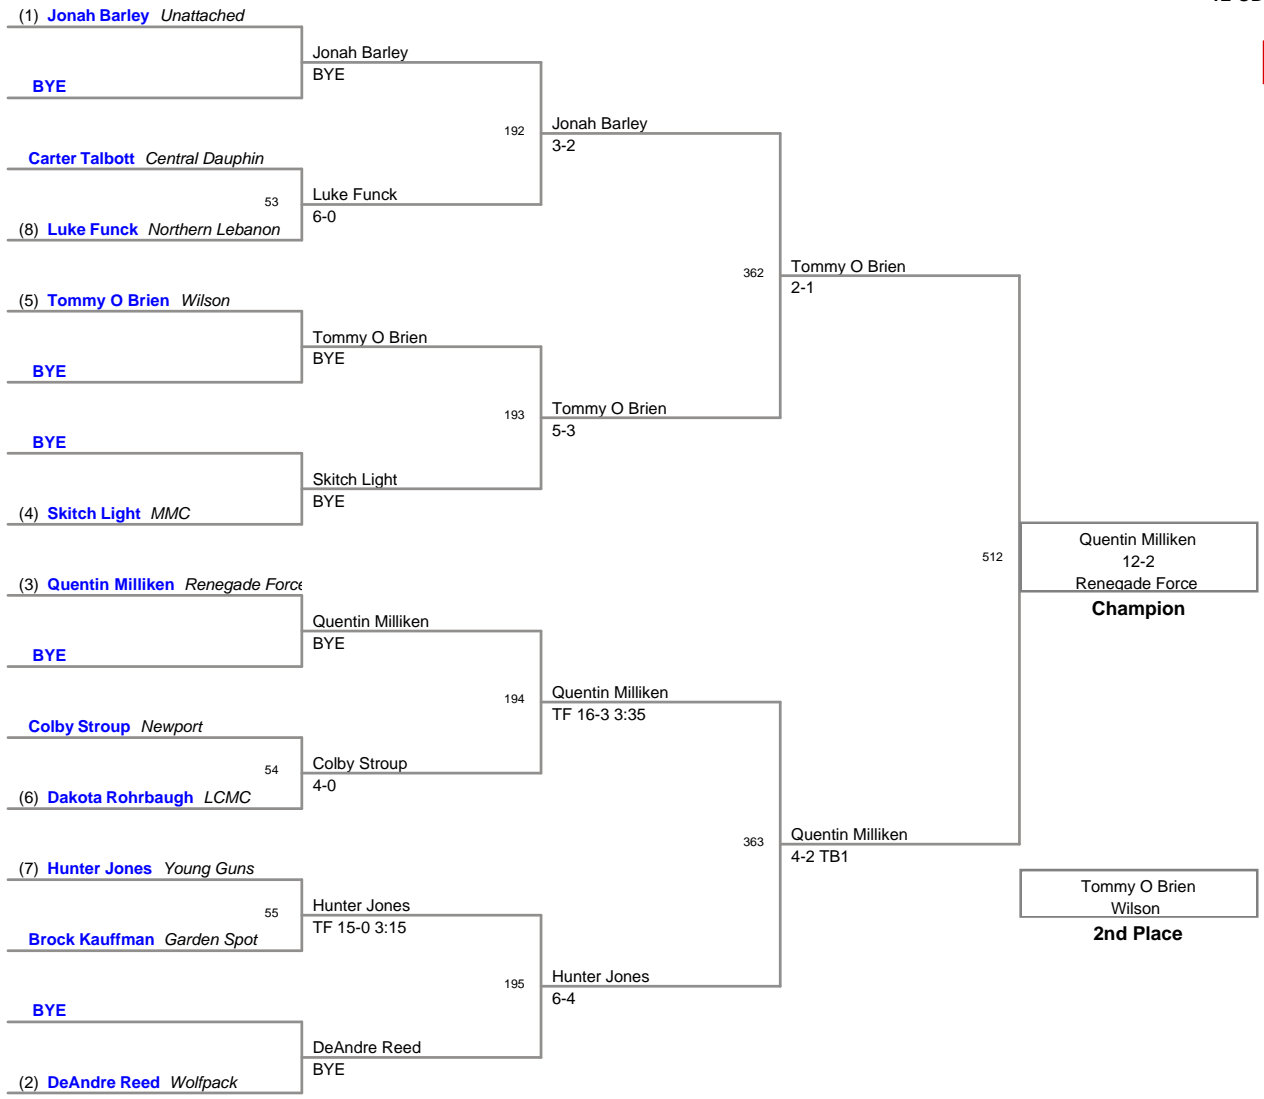 (1) Jonah Barley Unattached
Jonah Barley
BYE
BYE
192
Jonah Barley
3-2
Carter Talbott Central Dauphin
53
Luke Funck
6-0
(8) Luke Funck Northern Lebanon
362
Tommy O Brien
2-1
(5) Tommy O Brien Wilson
Tommy O Brien
BYE
BYE
193
Tommy O Brien
5-3
BYE
Skitch Light
BYE
(4) Skitch Light MMC
512
Quentin Milliken
12-2
Renegade Force
Champion
(3) Quentin Milliken Renegade Force
Quentin Milliken
BYE
BYE
194
Quentin Milliken
TF 16-3 3:35
Colby Stroup Newport
54
Colby Stroup
4-0
(6) Dakota Rohrbaugh LCMC
363
Quentin Milliken
4-2 TB1
(7) Hunter Jones Young Guns
55
Hunter Jones
TF 15-0 3:15
Brock Kauffman Garden Spot
Tommy O Brien
Wilson
2nd Place
195
Hunter Jones
6-4
BYE
DeAndre Reed
BYE
(2) DeAndre Reed Wolfpack